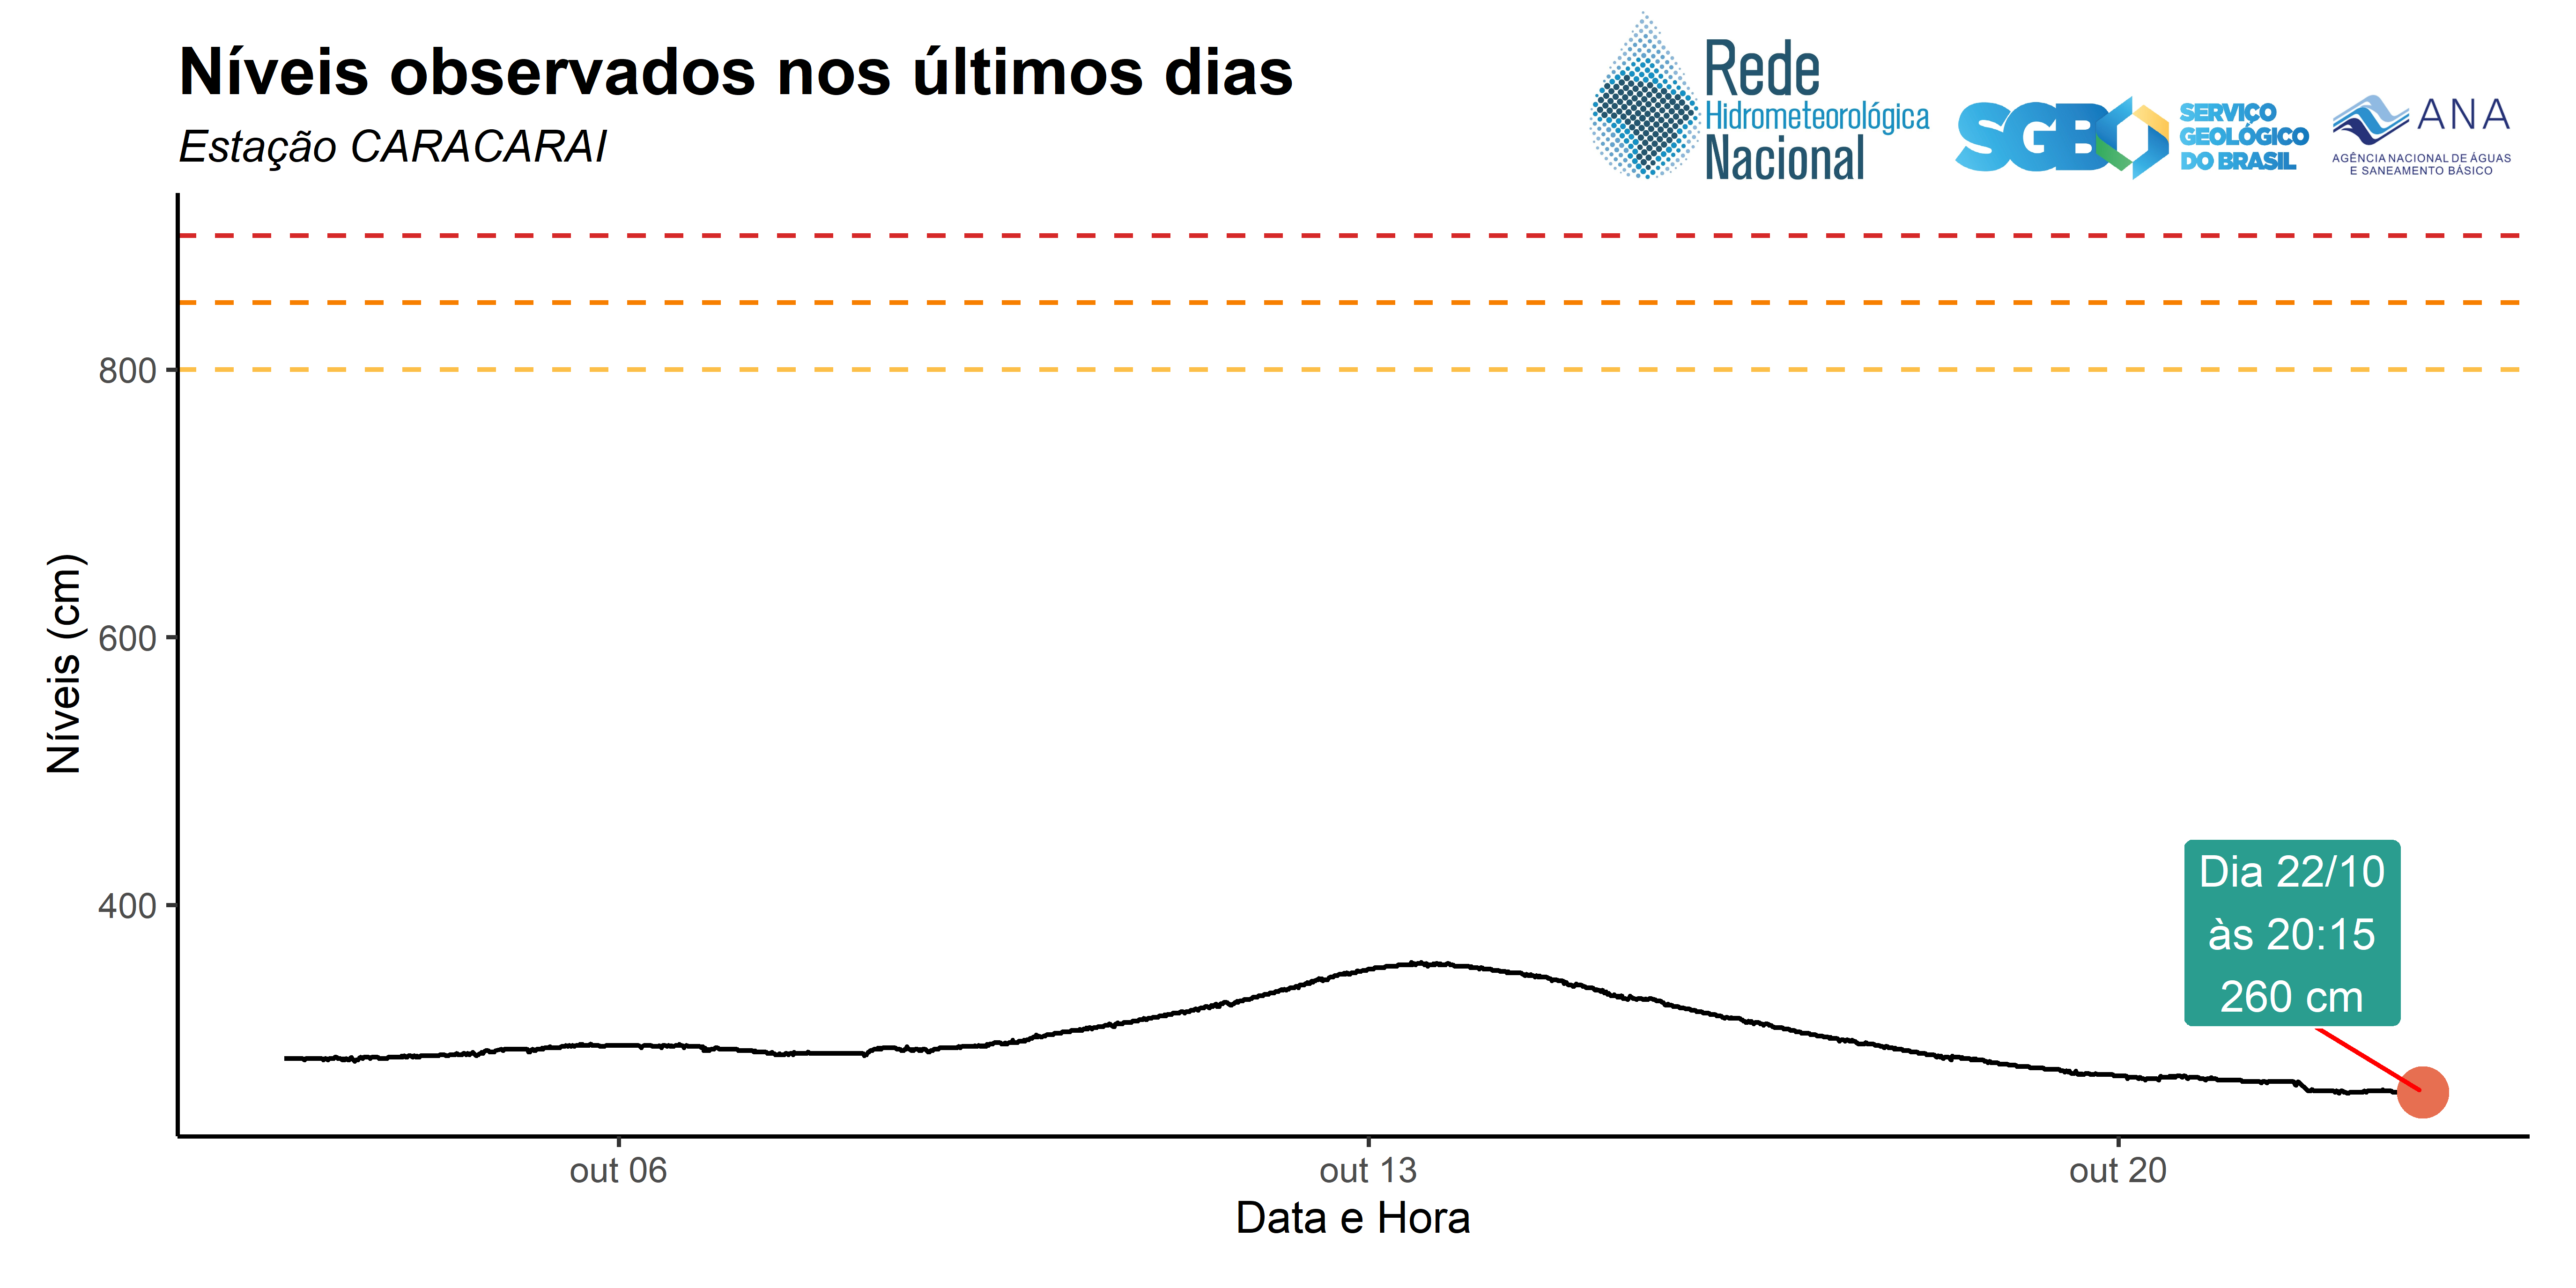 Níveis observados nos últimos dias
Estação CARACARAI
Rede
Hidrometeorológica
Nacional
SGB
SERVIÇO
GEOLÓGICO
DO BRASIL
ANA
AGÊNCIA NACIONAL DE ÁGUAS
E SANEAMENTO BÁSICO
Níveis (cm)
800
600
400
Dia 22/10
às 20:15
260 cm
out 06
out 13
out 20
Data e Hora